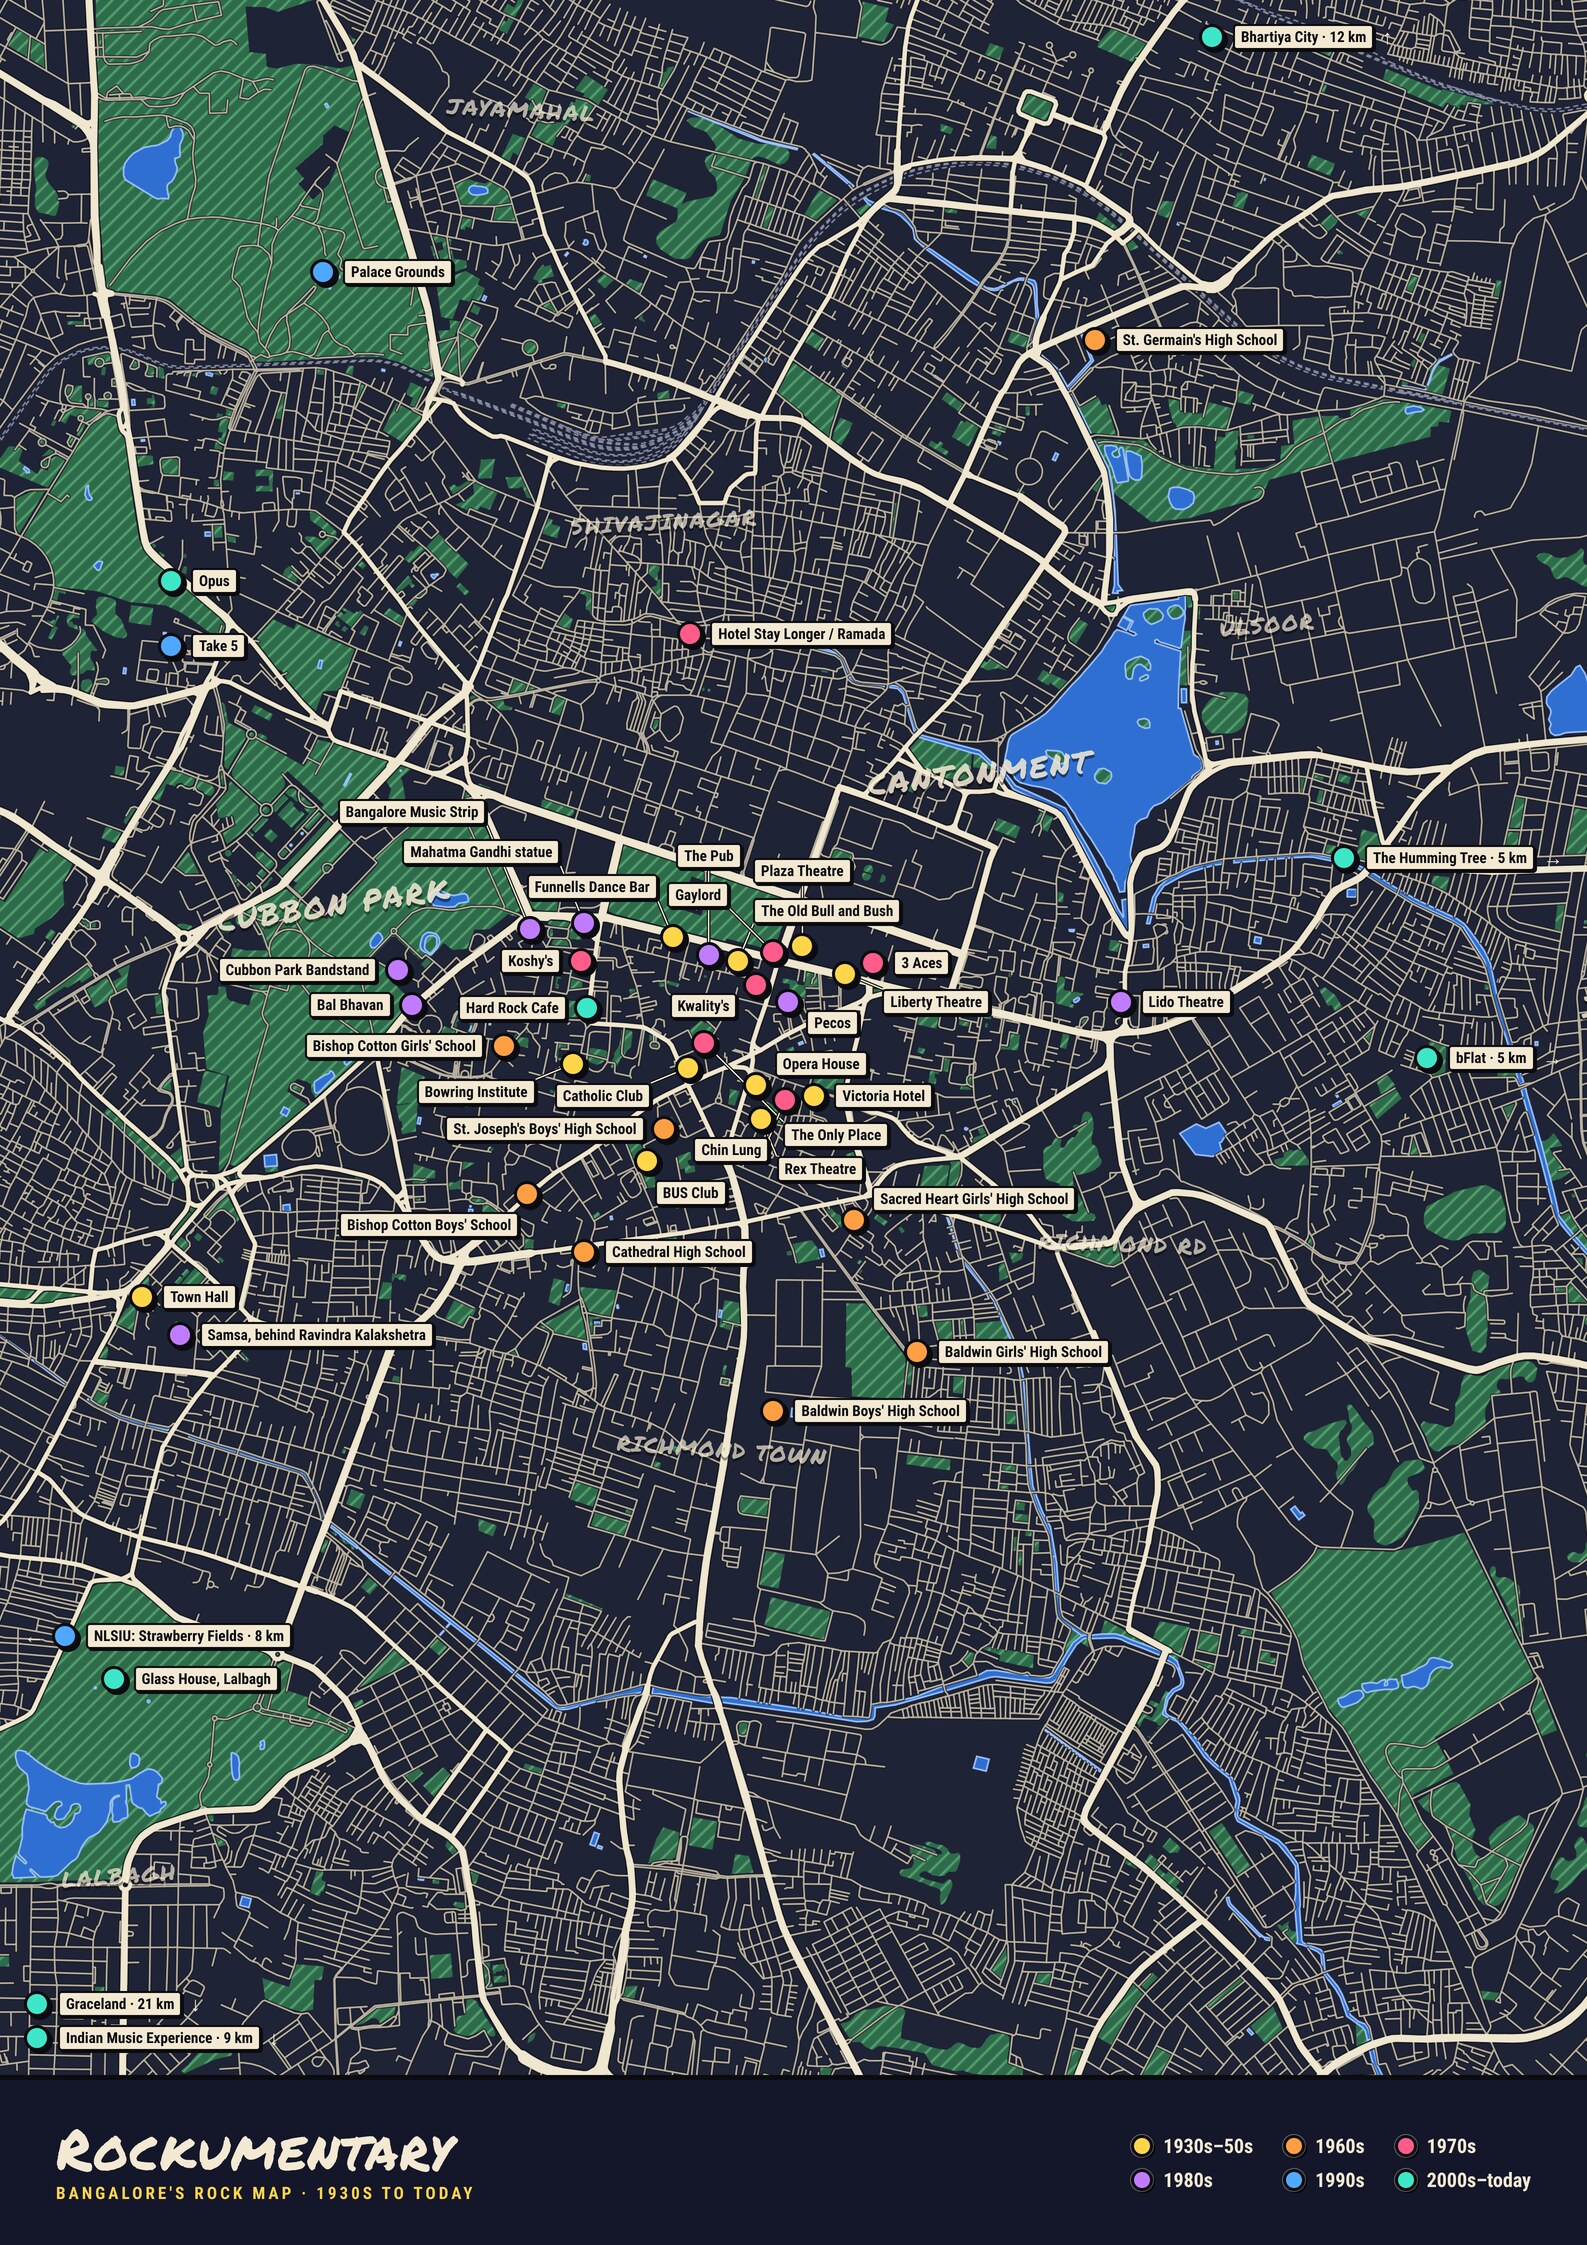 Bhartiya City · 12 km
JAYAMAHAL
Palace Grounds
St. Germain's High School
SHIVAJINAGAR
Opus
ULSOOR
Hotel Stay Longer / Ramada
Take 5
CANTONMENT
Bangalore Music Strip
Mahatma Gandhi statue
The Pub
The Humming Tree · 5 km →
Plaza Theatre
Funnells Dance Bar
Gaylord
CUBBON PARK
The Old Bull and Bush
Koshy's
3 Aces
Cubbon Park Bandstand
Bal Bhavan
Hard Rock Cafe
Kwality's
Liberty Theatre
Lido Theatre
Pecos
Bishop Cotton Girls' School
bFlat · 5 km
Opera House
Bowring Institute
Catholic Club
Victoria Hotel
St. Joseph's Boys' High School
The Only Place
Chin Lung
Rex Theatre
BUS Club
Sacred Heart Girls' High School
Bishop Cotton Boys' School
RICHMOND RD
Cathedral High School
Town Hall
Samsa, behind Ravindra Kalakshetra
Baldwin Girls' High School
Baldwin Boys' High School
RICHMOND TOWN
NLSIU: Strawberry Fields · 8 km
Glass House, Lalbagh
LALBAGH
Graceland · 21 km
Indian Music Experience · 9 km
ROCKUMENTARY
BANGALORE'S ROCK MAP · 1930S TO TODAY
1930s–50s
1960s
1970s
1980s
1990s
2000s–today